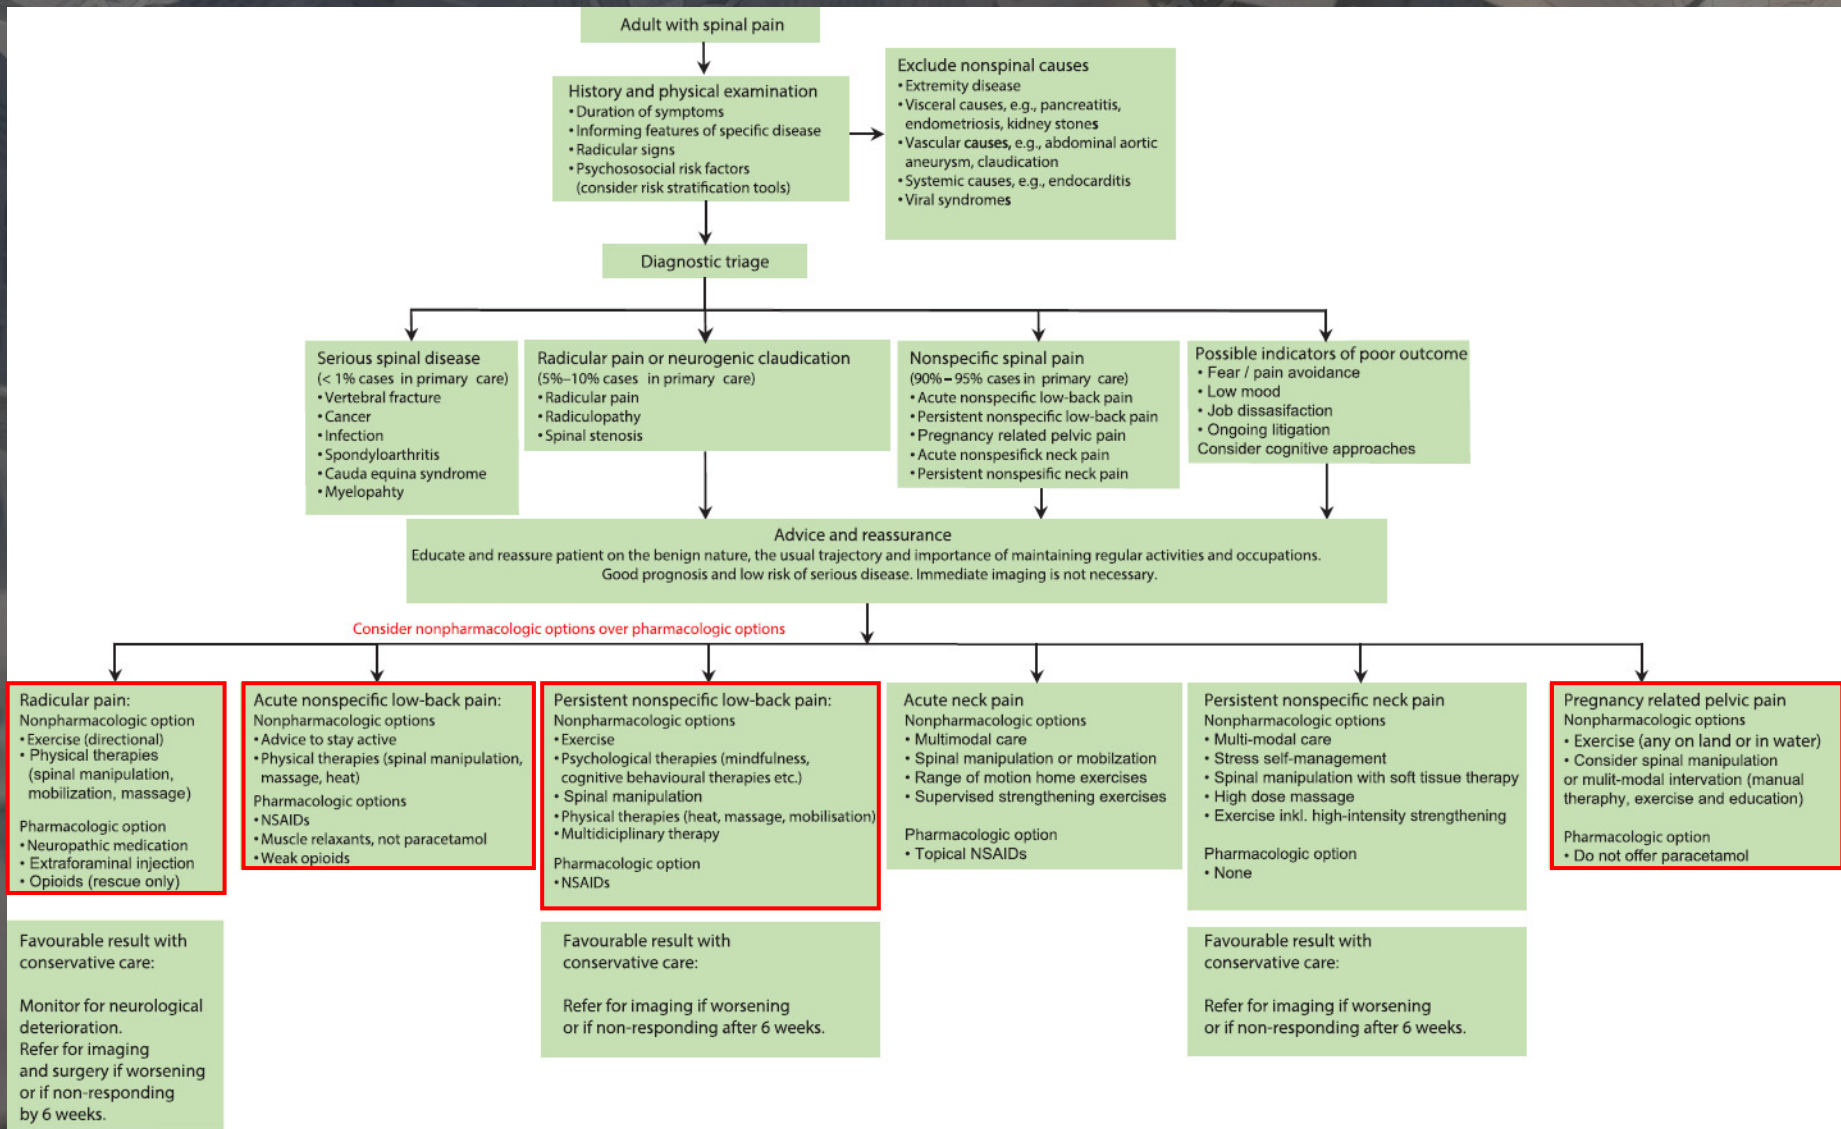 Adult with spinal pain
History and physical examination
• Duration of symptoms
• Informing features of specific disease
• Radicular signs
• Psychososocial risk factors
(consider risk stratification tools)
Exclude nonspinal causes
• Extremity disease
• Visceral causes, e.g., pancreatitis,
endometriosis, kidney stones
• Vascular causes, e.g., abdominal aortic
aneurysm, claudication
• Systemic causes, e.g., endocarditis
• Viral syndromes
Diagnostic triage
Serious spinal disease
(< 1% cases in primary care)
• Vertebral fracture
• Cancer
• Infection
• Spondyloarthritis
• Cauda equina syndrome
• Myelopahty
Radicular pain or neurogenic claudication
(5%–10% cases in primary care)
• Radicular pain
• Radiculopathy
• Spinal stenosis
Nonspecific spinal pain
(90% – 95% cases in primary care)
• Acute nonspecific low-back pain
• Persistent nonspecific low-back pain
• Pregnancy related pelvic pain
• Acute nonspesifick neck pain
• Persistent nonspesific neck pain
Possible indicators of poor outcome
• Fear / pain avoidance
• Low mood
• Job dissasifaction
• Ongoing litigation
Consider cognitive approaches
Advice and reassurance
Educate and reassure patient on the benign nature, the usual trajectory and importance of maintaining regular activities and occupations.
Good prognosis and low risk of serious disease. Immediate imaging is not necessary.
Consider nonpharmacologic options over pharmacologic options
Radicular pain:
Nonpharmacologic option
• Exercise (directional)
• Physical therapies
(spinal manipulation,
mobilization, massage)
Pharmacologic option
• Neuropathic medication
• Extraforaminal injection
• Opioids (rescue only)
Acute nonspecific low-back pain:
Nonpharmacologic options
• Advice to stay active
• Physical therapies (spinal manipulation,
massage, heat)
Pharmacologic options
• NSAIDs
• Muscle relaxants, not paracetamol
• Weak opioids
Persistent nonspecific low-back pain:
Nonpharmacologic options
• Exercise
• Psychological therapies (mindfulness,
cognitive behavioural therapies etc.)
• Spinal manipulation
• Physical therapies (heat, massage, mobilisation)
• Multidiciplinary therapy
Pharmacologic option
• NSAIDs
Acute neck pain
Nonpharmacologic options
• Multimodal care
• Spinal manipulation or mobilzation
• Range of motion home exercises
• Supervised strengthening exercises
Pharmacologic option
• Topical NSAIDs
Persistent nonspecific neck pain
Nonpharmacologic options
• Multi-modal care
• Stress self-management
• Spinal manipulation with soft tissue therapy
• High dose massage
• Exercise inkl. high-intensity strengthening
Pharmacologic option
• None
Pregnancy related pelvic pain
Nonpharmacologic options
• Exercise (any on land or in water)
• Consider spinal manipulation
or mulit-modal intervation (manual
theraphy, exercise and education)
Pharmacologic option
• Do not offer paracetamol
Favourable result with
conservative care:
Monitor for neurological
deterioration.
Refer for imaging
and surgery if worsening
or if non-responding
by 6 weeks.
Favourable result with
conservative care:
Refer for imaging if worsening
or if non-responding after 6 weeks.
Favourable result with
conservative care:
Refer for imaging if worsening
or if non-responding after 6 weeks.